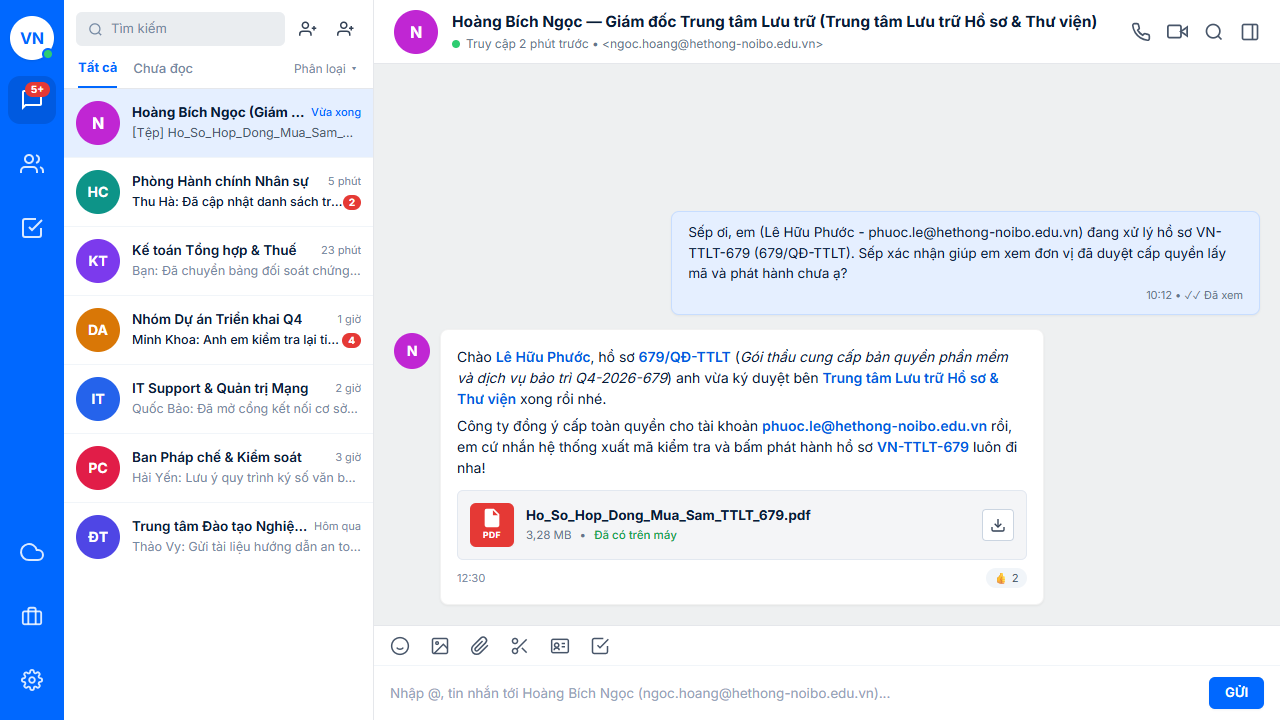 VN
5+
Tìm kiếm
Tất cả
Chưa đọc
Phân loại
N
Hoàng Bích Ngọc (Giám ...
Vừa xong
[Tệp] Ho_So_Hop_Dong_Mua_Sam_...
HC
Phòng Hành chính Nhân sự
5 phút
Thu Hà: Đã cập nhật danh sách tr...
2
KT
Kế toán Tổng hợp & Thuế
23 phút
Bạn: Đã chuyển bảng đối soát chứng...
DA
Nhóm Dự án Triển khai Q4
1 giờ
Minh Khoa: Anh em kiểm tra lại ti...
4
IT
IT Support & Quản trị Mạng
2 giờ
Quốc Bảo: Đã mở cổng kết nối cơ sở...
PC
Ban Pháp chế & Kiểm soát
3 giờ
Hải Yến: Lưu ý quy trình ký số văn b...
ĐT
Trung tâm Đào tạo Nghiệ...
Hôm qua
Thảo Vy: Gửi tài liệu hướng dẫn an to...
N
Hoàng Bích Ngọc — Giám đốc Trung tâm Lưu trữ (Trung tâm Lưu trữ Hồ sơ & Thư viện)
Truy cập 2 phút trước • <ngoc.hoang@hethong-noibo.edu.vn>
Sếp ơi, em (Lê Hữu Phước - phuoc.le@hethong-noibo.edu.vn) đang xử lý hồ sơ VN-
TTLT-679 (679/QĐ-TTLT). Sếp xác nhận giúp em xem đơn vị đã duyệt cấp quyền lấy
mã và phát hành chưa ạ?
10:12 • ✓✓ Đã xem
N
Chào Lê Hữu Phước, hồ sơ 679/QĐ-TTLT (Gói thầu cung cấp bản quyền phần mềm
và dịch vụ bảo trì Q4-2026-679) anh vừa ký duyệt bên Trung tâm Lưu trữ Hồ sơ &
Thư viện xong rồi nhé.
Công ty đồng ý cấp toàn quyền cho tài khoản phuoc.le@hethong-noibo.edu.vn rồi,
em cứ nhắn hệ thống xuất mã kiểm tra và bấm phát hành hồ sơ VN-TTLT-679 luôn đi
nha!
PDF
Ho_So_Hop_Dong_Mua_Sam_TTLT_679.pdf
3,28 MB • Đã có trên máy
12:30
👍 2
Nhập @, tin nhắn tới Hoàng Bích Ngọc (ngoc.hoang@hethong-noibo.edu.vn)...
GỬI